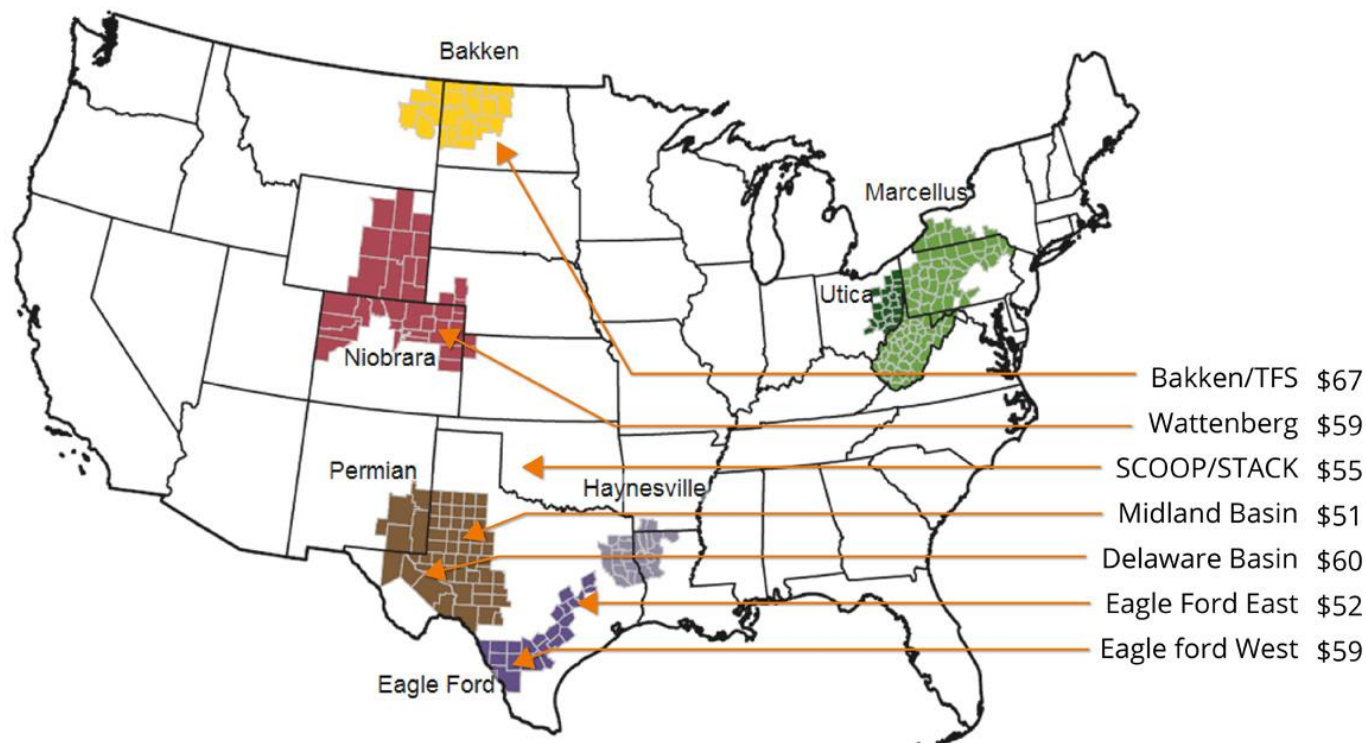 Bakken
Marcellus
Utica
Niobrara
Bakken/TFS $67
Wattenberg $59
Permian
SCOOP/STACK $55
Haynesville
Midland Basin $51
Delaware Basin $60
Eagle Ford East $52
Eagle ford West $59
Eagle Ford